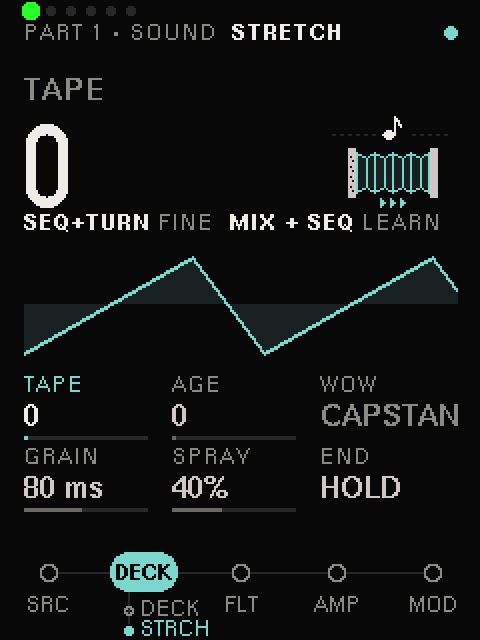 PART 1 · SOUND STRETCH
TAPE
0
SEQ+TURN FINE MIX + SEQ LEARN
TAPE AGE WOW
0 0 CAPSTAN
GRAIN SPRAY END
80 ms 40% HOLD
DECK
SRC DECK FLT AMP MOD
STRCH